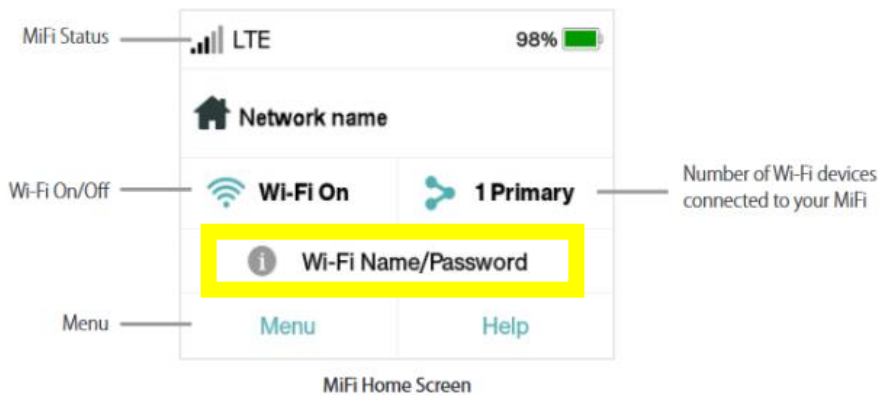 MiFi Status
LTE
98%
Network name
Wi-Fi On/Off
Wi-Fi On
1 Primary
Number of Wi-Fi devices
connected to your MiFi
Wi-Fi Name/Password
Menu
Menu
Help
MiFi Home Screen